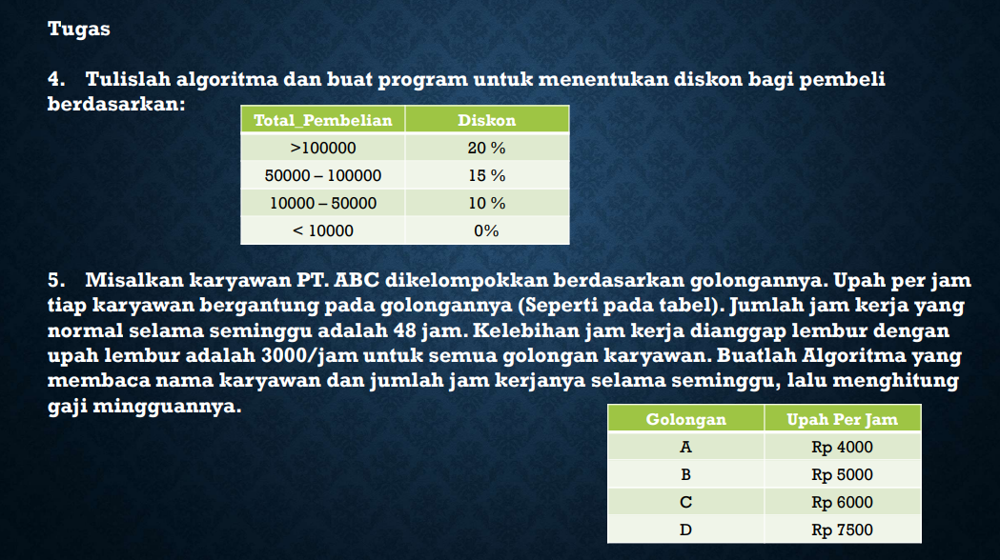 Tugas
4. Tulislah algoritma dan buat program untuk menentukan diskon bagi pembeli
berdasarkan:
Total_Pembelian Diskon
>100000 20 %
50000 – 100000 15 %
10000 – 50000 10 %
< 10000 0%
5. Misalkan karyawan PT. ABC dikelompokkan berdasarkan golongannya. Upah per jam
tiap karyawan bergantung pada golongannya (Seperti pada tabel). Jumlah jam kerja yang
normal selama seminggu adalah 48 jam. Kelebihan jam kerja dianggap lembur dengan
upah lembur adalah 3000/jam untuk semua golongan karyawan. Buatlah Algoritma yang
membaca nama karyawan dan jumlah jam kerjanya selama seminggu, lalu menghitung
gaji mingguannya.
Golongan Upah Per Jam
A Rp 4000
B Rp 5000
C Rp 6000
D Rp 7500